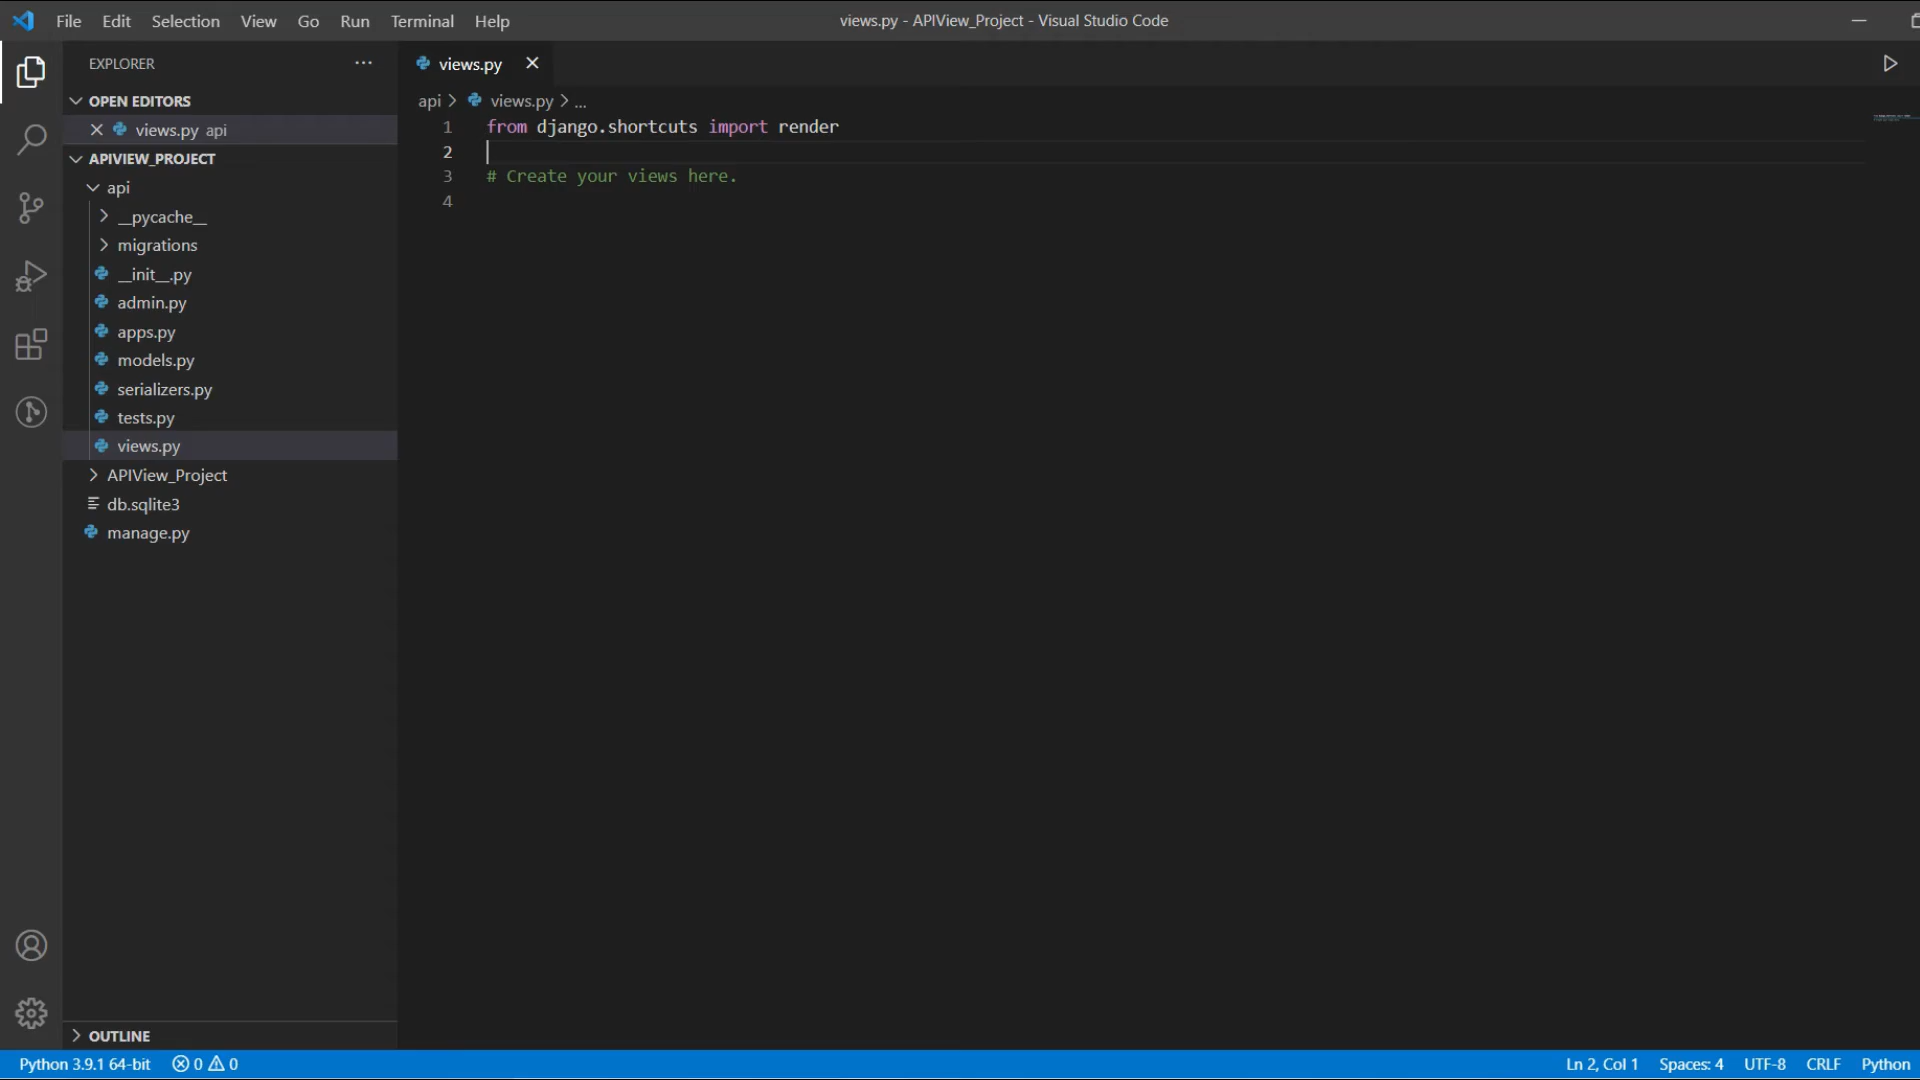 File Edit Selection View Go Run Terminal Help
views.py - APIView_Project - Visual Studio Code
EXPLORER
OPEN EDITORS
views.py api
APIVIEW_PROJECT
api
__pycache__
migrations
__init__.py
admin.py
apps.py
models.py
serializers.py
tests.py
views.py
APIView_Project
db.sqlite3
manage.py
OUTLINE
views.py
api > views.py > ...
1 from django.shortcuts import render
2
3 # Create your views here.
4
Python 3.9.1 64-bit 0 0
Ln 2, Col 1 Spaces: 4 UTF-8 CRLF Python